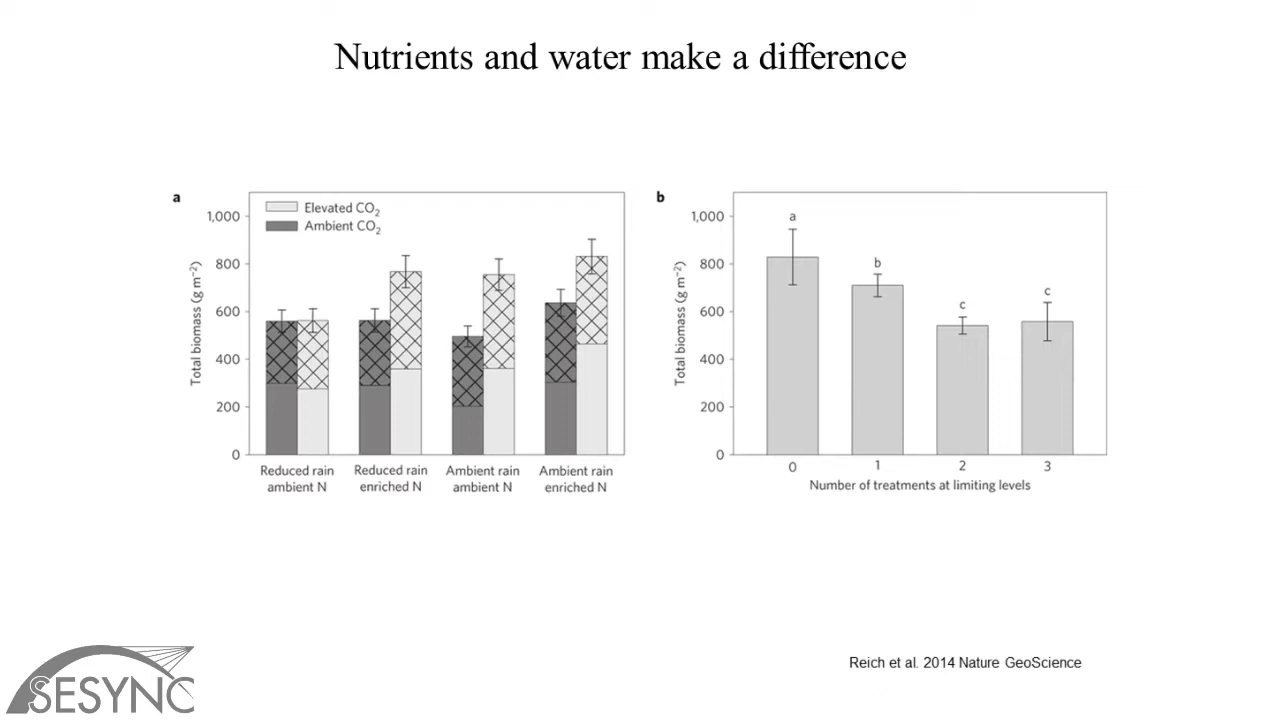 Nutrients and water make a difference
a
Elevated CO₂
Ambient CO₂
1,000
800
600
400
200
0
Total biomass (g m⁻²)
Reduced rain
ambient N
Reduced rain
enriched N
Ambient rain
ambient N
Ambient rain
enriched N
b
1,000
800
600
400
200
0
Total biomass (g m⁻²)
a
b
c
c
0
1
2
3
Number of treatments at limiting levels
SESYNC
Reich et al. 2014 Nature GeoScience